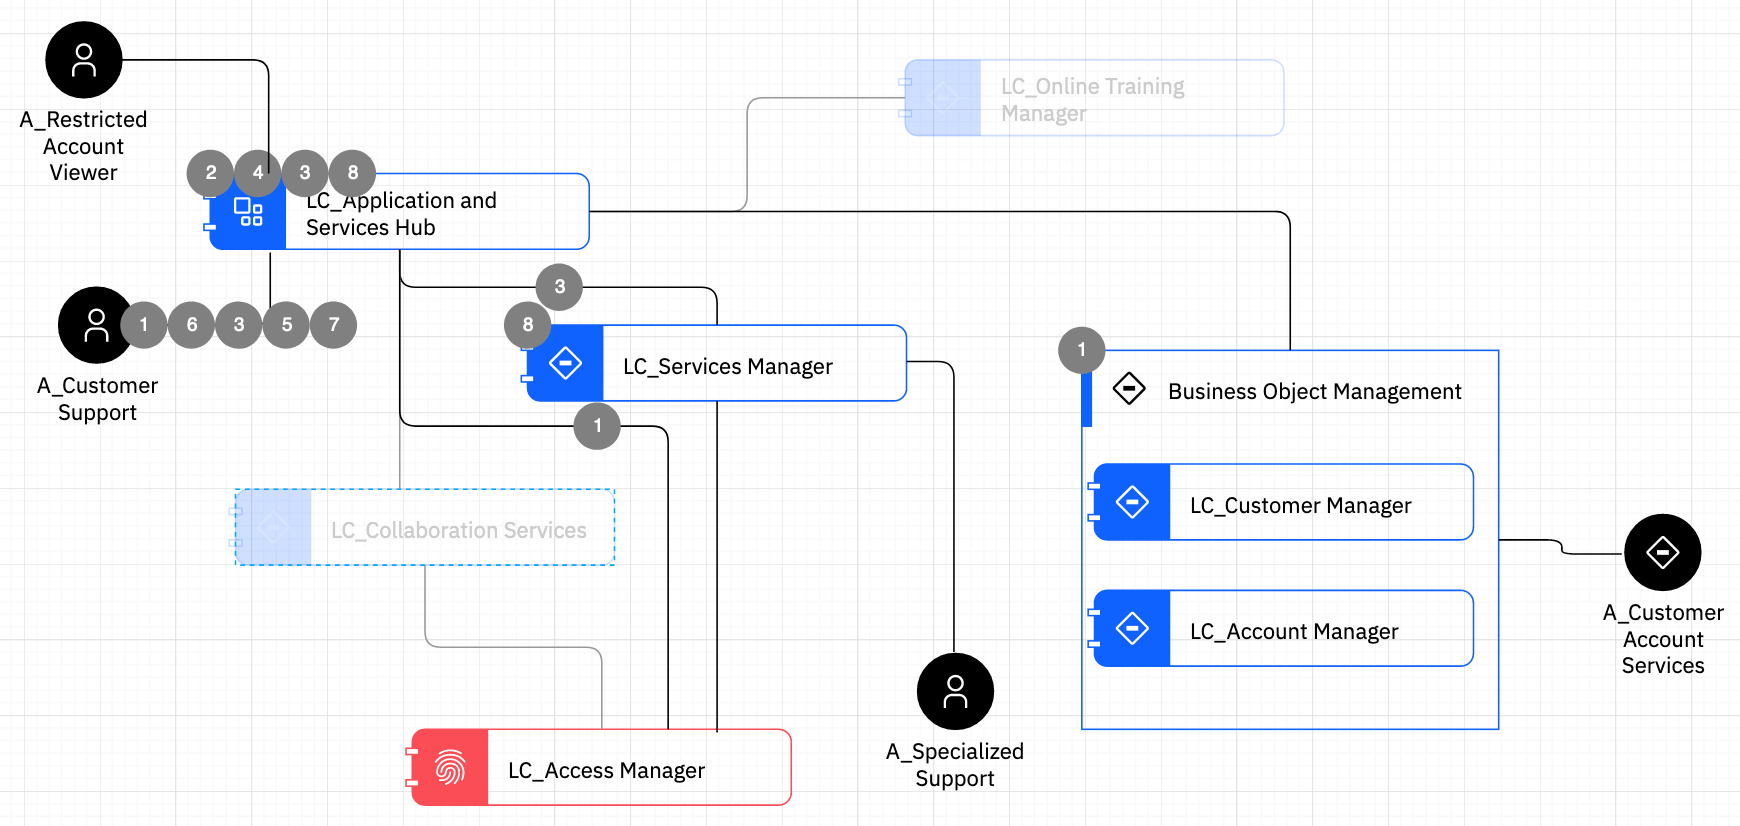 A_Restricted
Account
Viewer
LC_Online Training
Manager
2
4
3
8
LC_Application and
Services Hub
3
1
6
3
5
7
A_Customer
Support
8
LC_Services Manager
1
1
Business Object Management
LC_Customer Manager
LC_Account Manager
LC_Collaboration Services
A_Customer
Account
Services
A_Specialized
Support
LC_Access Manager